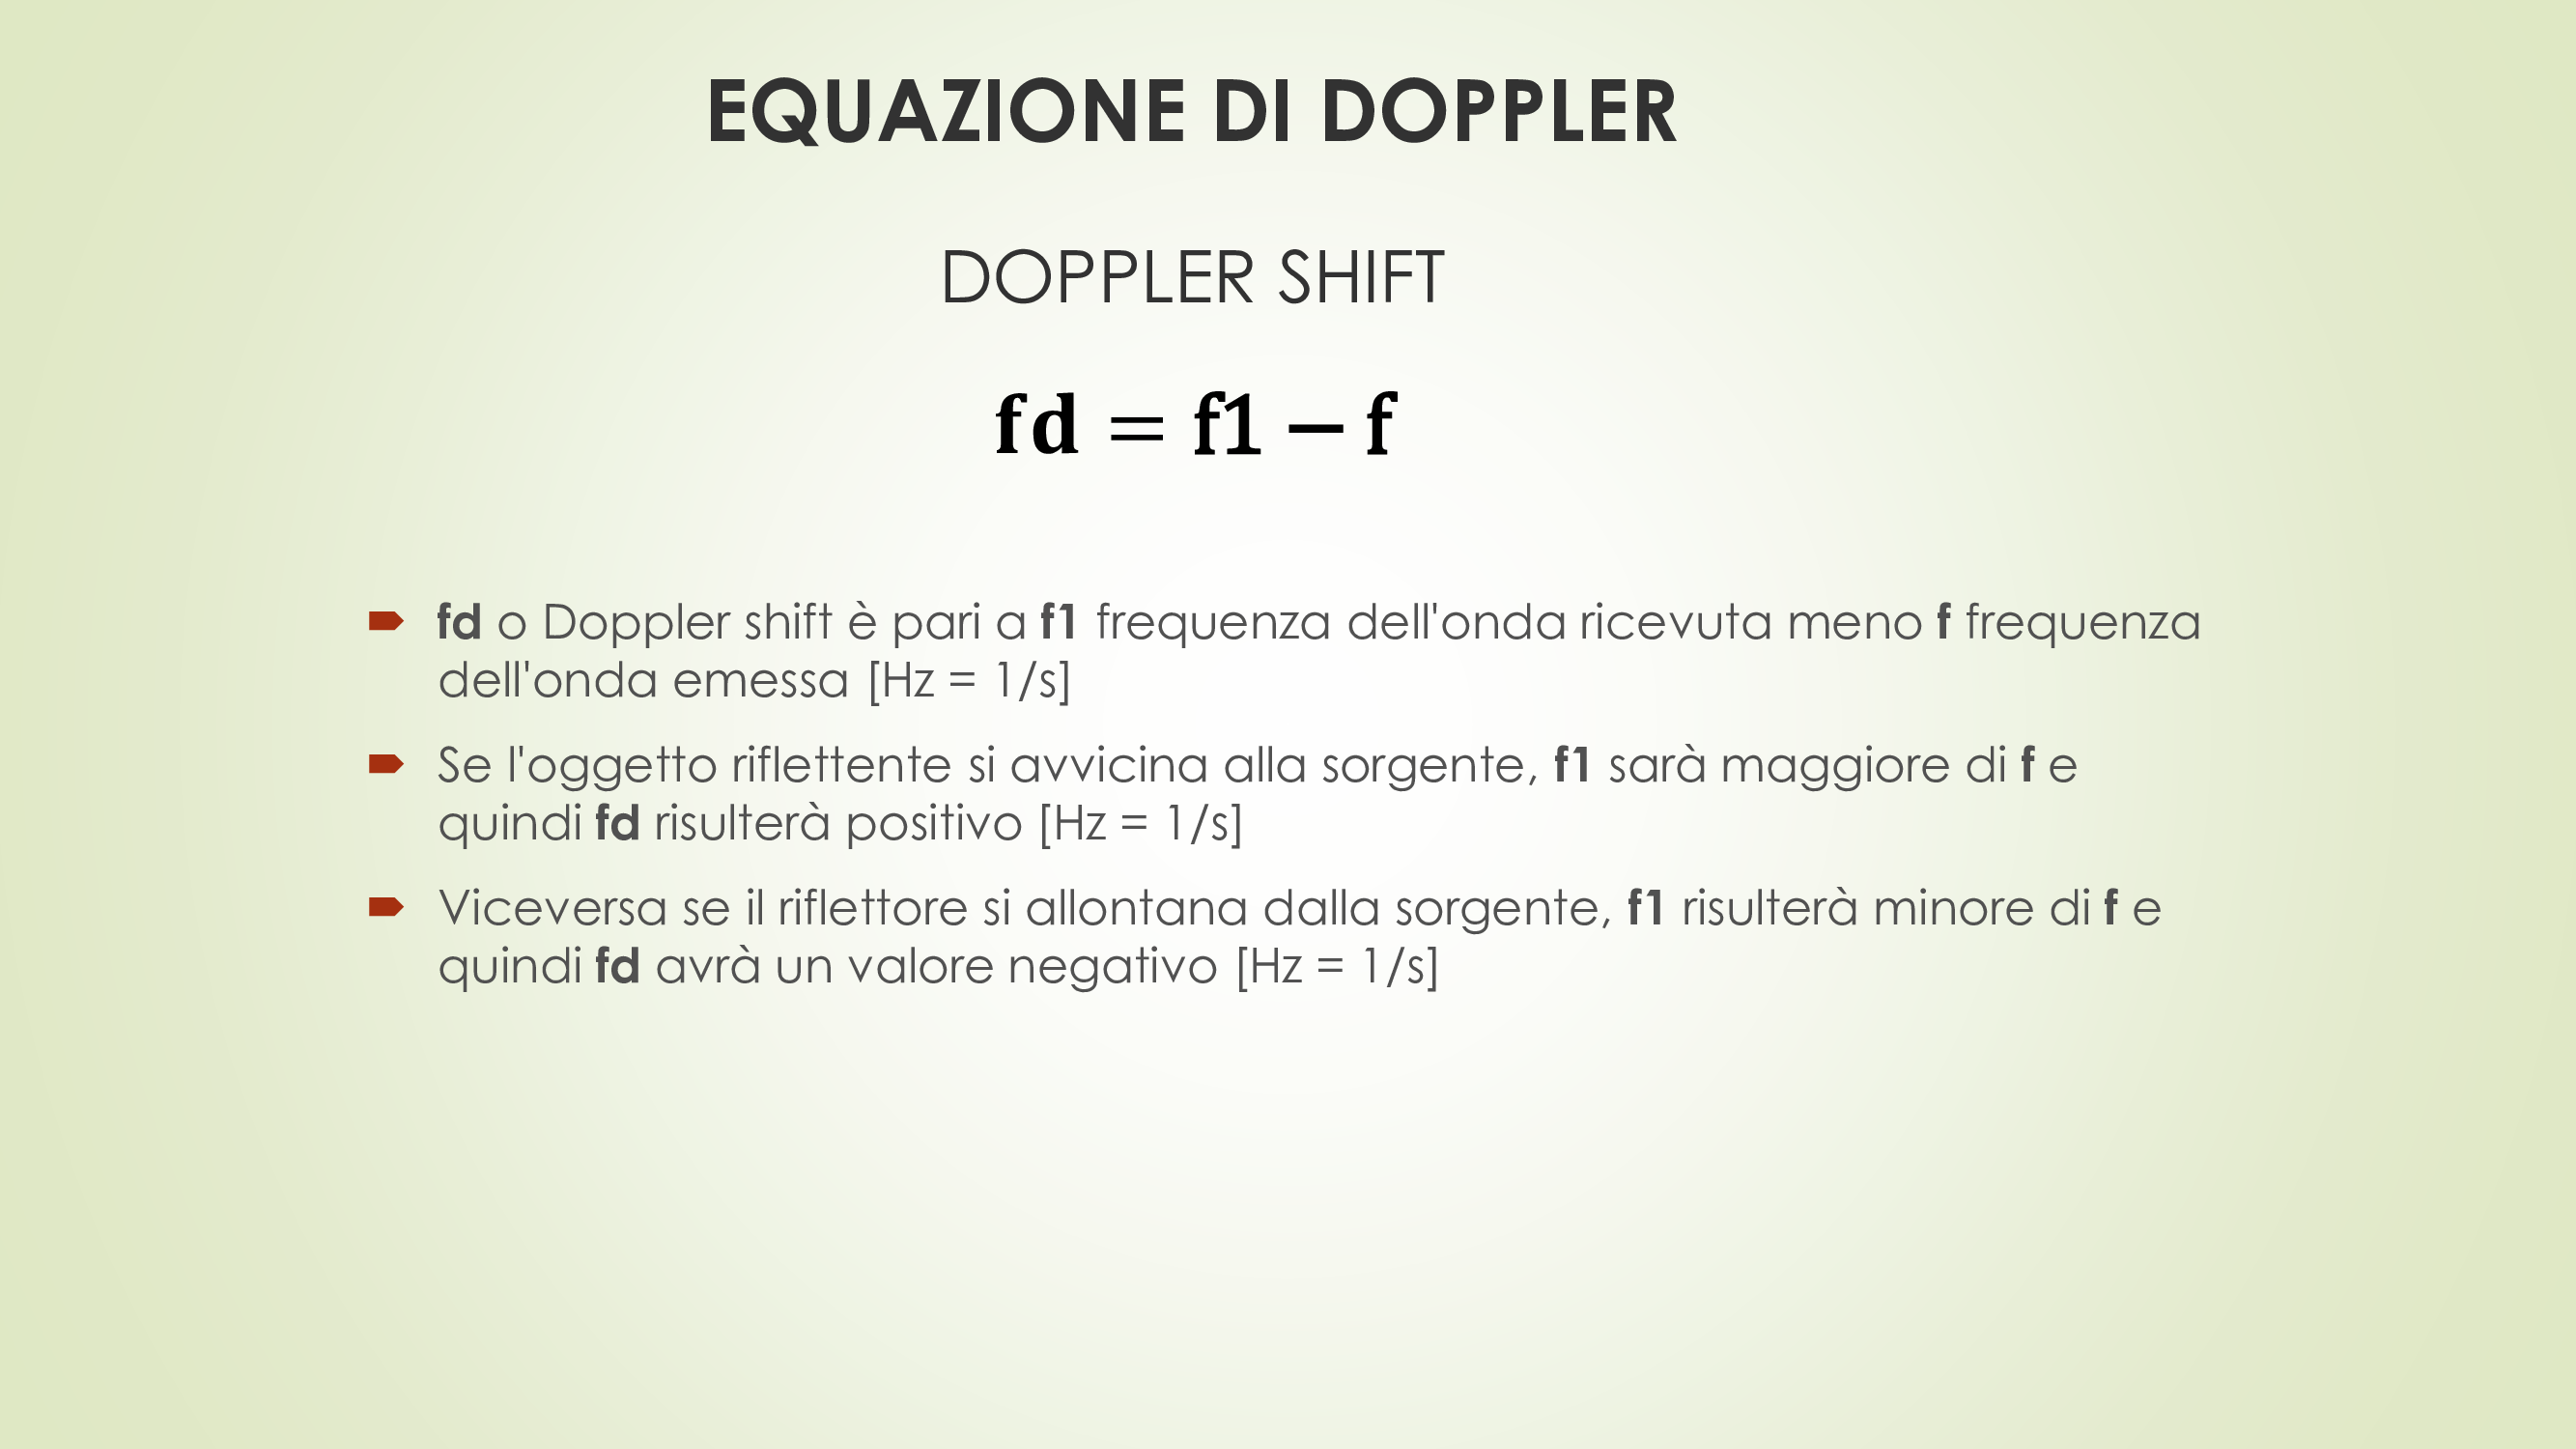 EQUAZIONE DI DOPPLER
DOPPLER SHIFT
fd = f1 − f
fd o Doppler shift è pari a f1 frequenza dell'onda ricevuta meno f frequenza
dell'onda emessa [Hz = 1/s]
Se l'oggetto riflettente si avvicina alla sorgente, f1 sarà maggiore di f e
quindi fd risulterà positivo [Hz = 1/s]
Viceversa se il riflettore si allontana dalla sorgente, f1 risulterà minore di f e
quindi fd avrà un valore negativo [Hz = 1/s]